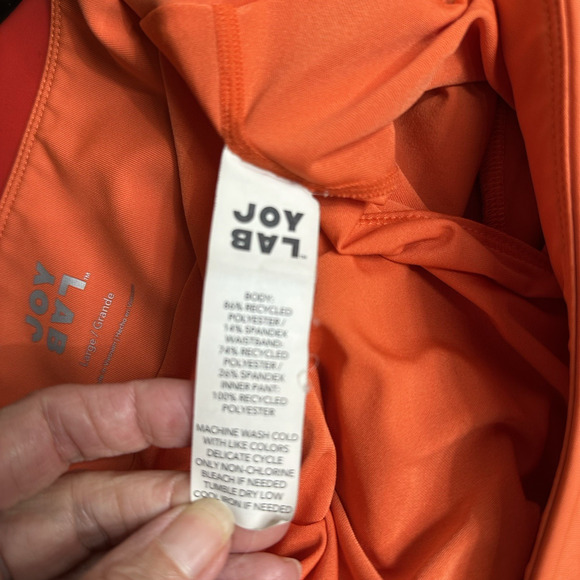 JOY
LAB™
BODY:
86% RECYCLED
POLYESTER /
14% SPANDEX
WAISTBAND:
74% RECYCLED
POLYESTER /
26% SPANDEX
INNER PANT:
100% RECYCLED
POLYESTER
MACHINE WASH COLD
WITH LIKE COLORS
DELICATE CYCLE
ONLY NON-CHLORINE
BLEACH IF NEEDED
TUMBLE DRY LOW
COOL IRON IF NEEDED
JOY
LAB™
Large/Grande